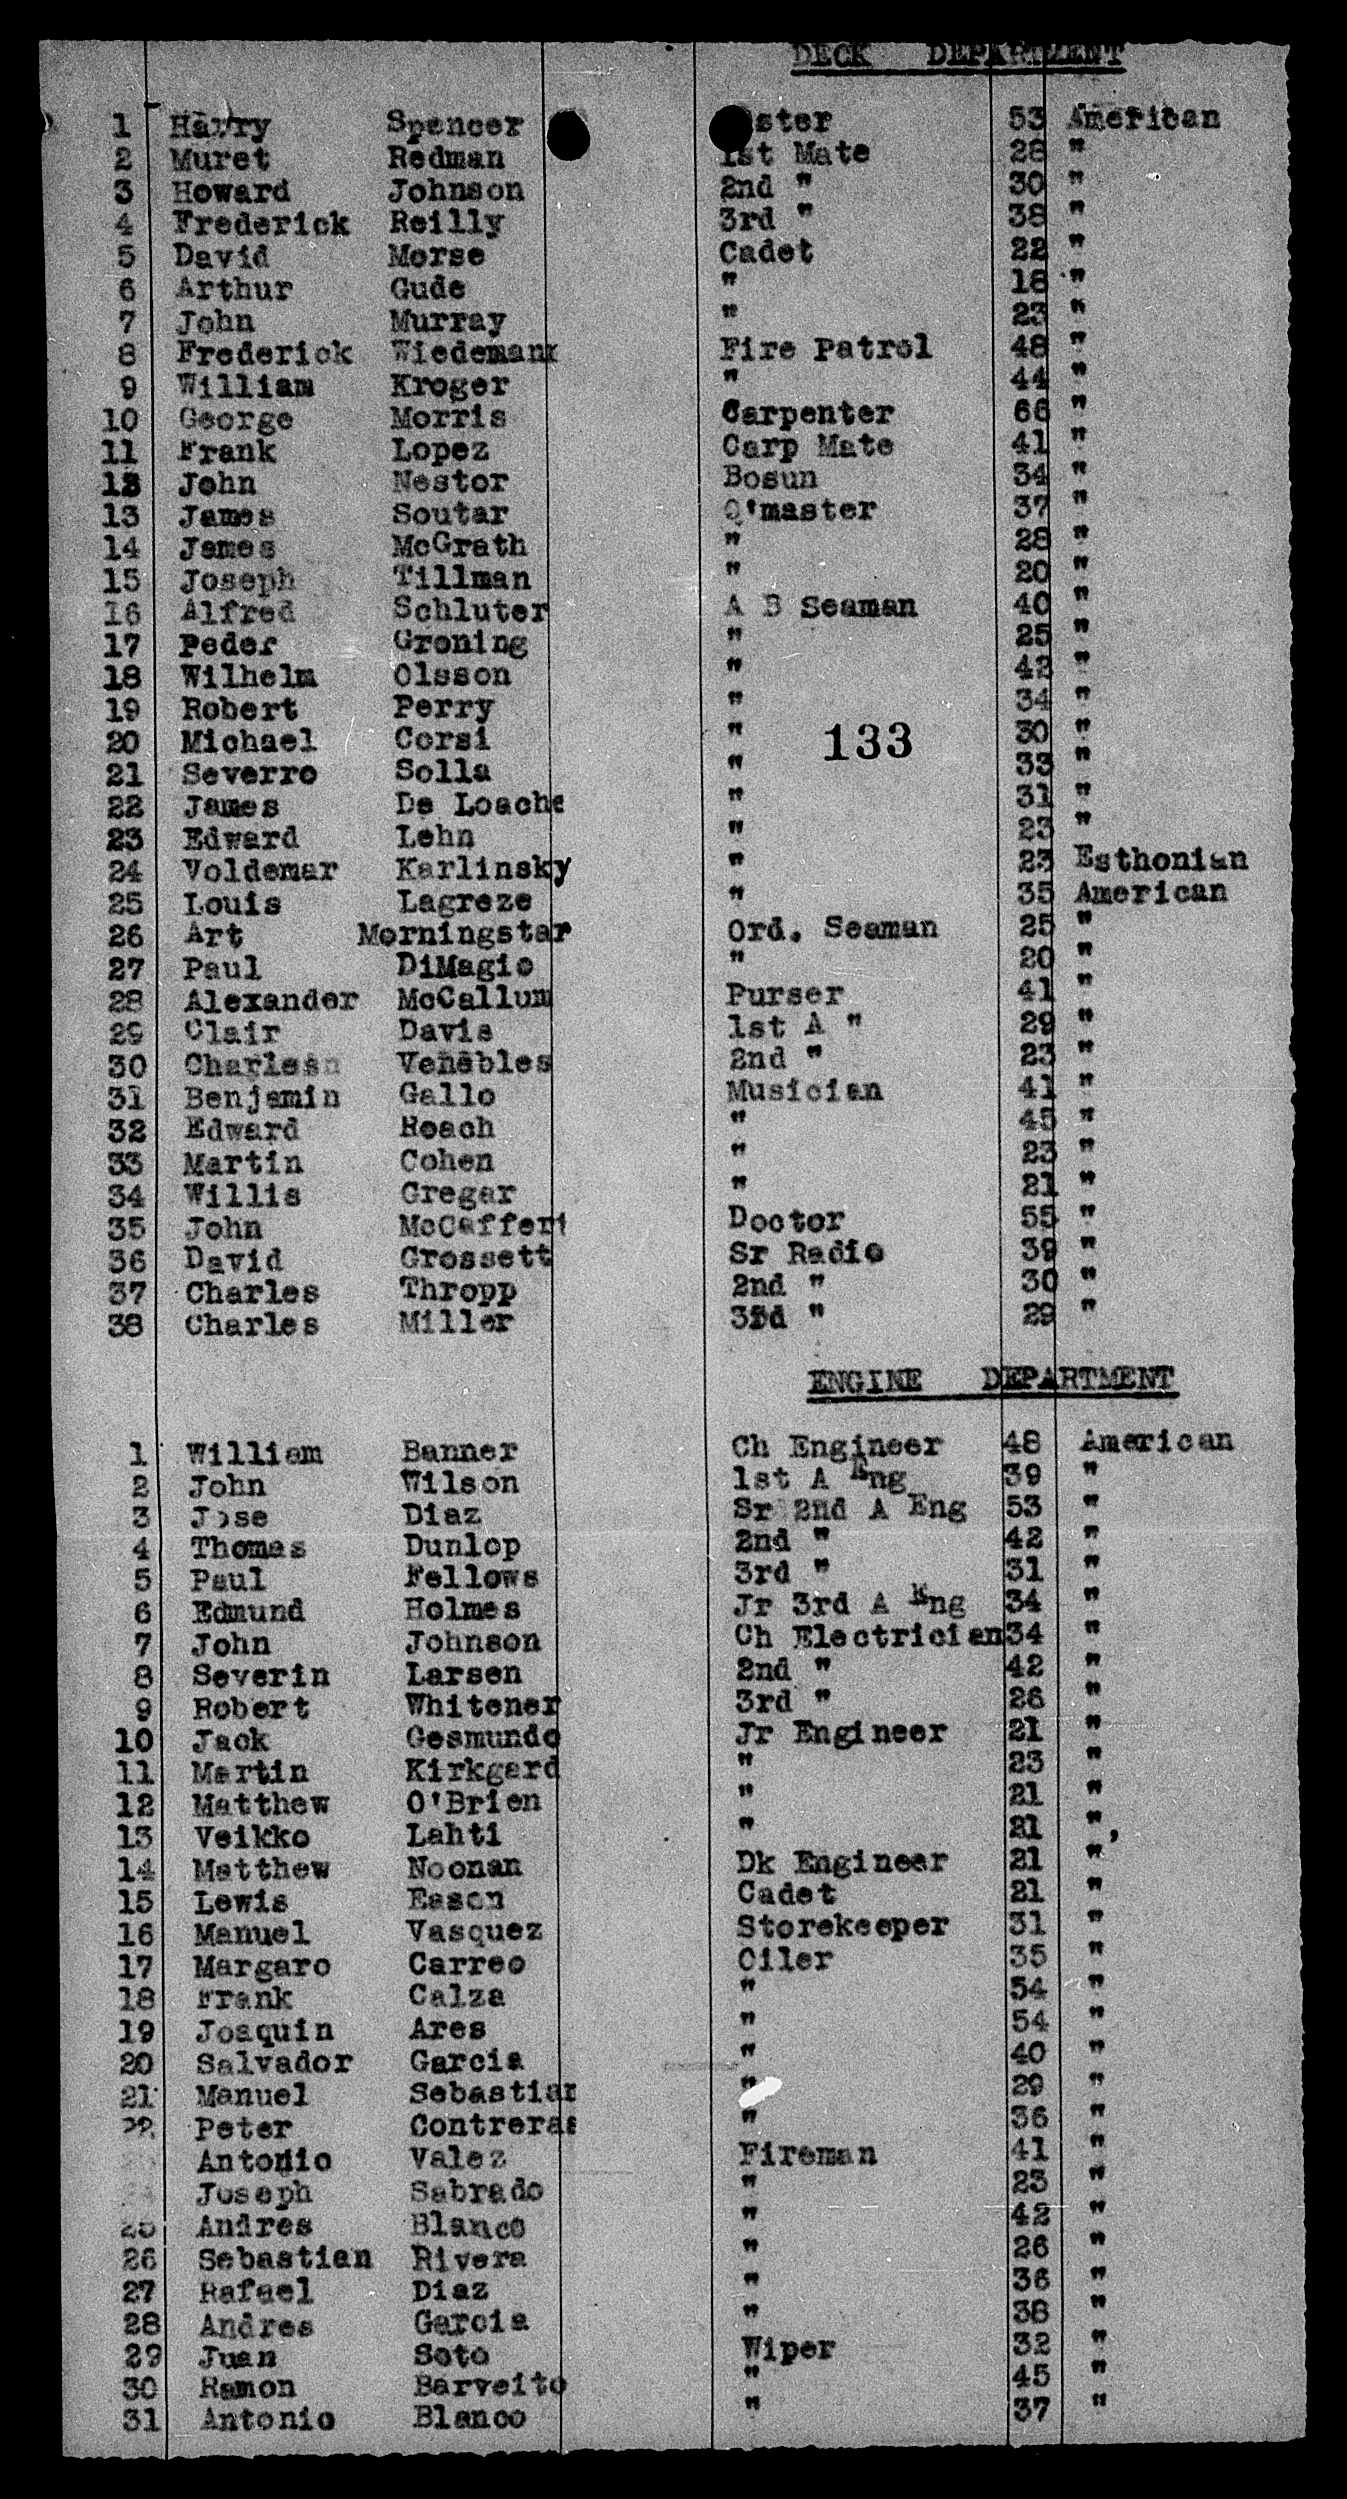 DECK DEPARTMENT
1 Harry Spencer ster 53 American
2 Muret Redman 1st Mate 28 "
3 Howard Johnson 2nd " 30 "
4 Frederick Reilly 3rd " 38 "
5 David Morse Cadet 22 "
6 Arthur Gude " 18 "
7 John Murray " 23 "
8 Frederick Wiedemann Fire Patrol 48 "
9 William Kroger " 44 "
10 George Morris Carpenter 66 "
11 Frank Lopez Carp Mate 41 "
12 John Nestor Bosun 34 "
13 James Soutar Q'master 37 "
14 James McGrath " 28 "
15 Joseph Tillman " 20 "
16 Alfred Schluter A B Seaman 40 "
17 Peder Groning " 25 "
18 Wilhelm Olsson " 42 "
19 Robert Perry " 34 "
20 Michael Corsi " 133 30 "
21 Severro Solla " 33 "
22 James De Loache " 31 "
23 Edward Lehn " 23 "
24 Voldemar Karlinsky " 23 Esthonian
25 Louis Lagreze " 35 American
26 Art Morningstar Ord. Seaman 25 "
27 Paul DiMagio " 20 "
28 Alexander McCallum Purser 41 "
29 Clair Davis 1st A " 29 "
30 Charles Venables 2nd " 23 "
31 Benjamin Gallo Musician 41 "
32 Edward Roach " 45 "
33 Martin Cohen " 23 "
34 Willis Gregar " 21 "
35 John McCafferi Doctor 55 "
36 David Grossett Sr Radio 39 "
37 Charles Thropp 2nd " 30 "
38 Charles Miller 3rd " 29 "
ENGINE DEPARTMENT
1 William Banner Ch Engineer 48 American
2 John Wilson 1st A Eng 39 "
3 Jose Diaz Sr 2nd A Eng 53 "
4 Thomas Dunlop 2nd " 42 "
5 Paul Fellows 3rd " 31 "
6 Edmund Holmes Jr 3rd A Eng 34 "
7 John Johnson Ch Electrician 34 "
8 Severin Larsen 2nd " 42 "
9 Robert Whitener 3rd " 26 "
10 Jack Gesmundo Jr Engineer 21 "
11 Martin Kirkgard " 23 "
12 Matthew O'Brien " 21 "
13 Veikko Lahti " 21 ",
14 Matthew Noonan Dk Engineer 21 "
15 Lewis Eason Cadet 21 "
16 Manuel Vasquez Storekeeper 31 "
17 Margaro Carreo Oiler 35 "
18 Frank Calza " 54 "
19 Joaquin Ares " 54 "
20 Salvador Garcia " 40 "
21 Manuel Sebastian " 29 "
22 Peter Contreras " 36 "
Antonio Valez Fireman 41 "
Joseph Sabrado " 23 "
25 Andres Blanco " 42 "
26 Sebastian Rivera " 26 "
27 Rafael Diaz " 36 "
28 Andres Garcia " 38 "
29 Juan Soto Wiper 32 "
30 Ramon Barveito " 45 "
31 Antonio Blanco " 37 "